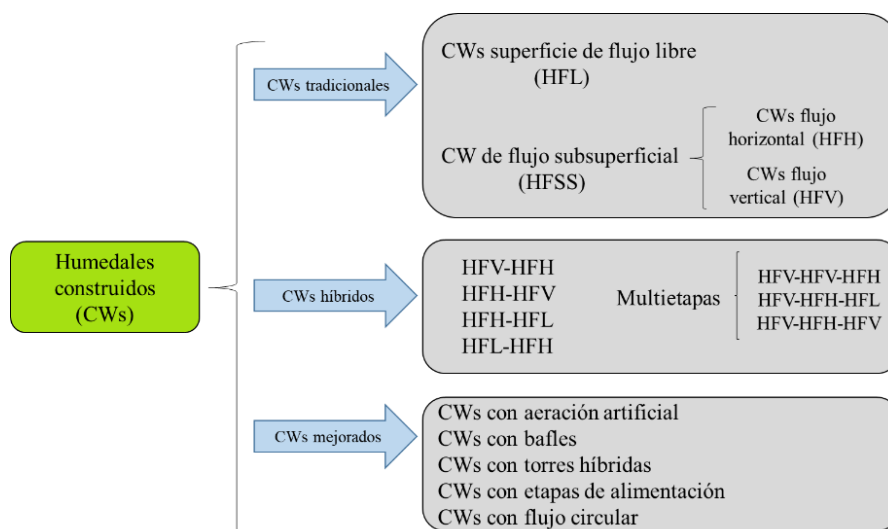 Humedales
construidos
(CWs)
CWs tradicionales
CWs superficie de flujo libre
(HFL)
CW de flujo subsuperficial
(HFSS)
CWs flujo
horizontal (HFH)
CWs flujo
vertical (HFV)
CWs híbridos
HFV-HFH
HFH-HFV
HFH-HFL
HFL-HFH
Multietapas
HFV-HFV-HFH
HFV-HFH-HFL
HFV-HFH-HFV
CWs mejorados
CWs con aeración artificial
CWs con bafles
CWs con torres híbridas
CWs con etapas de alimentación
CWs con flujo circular